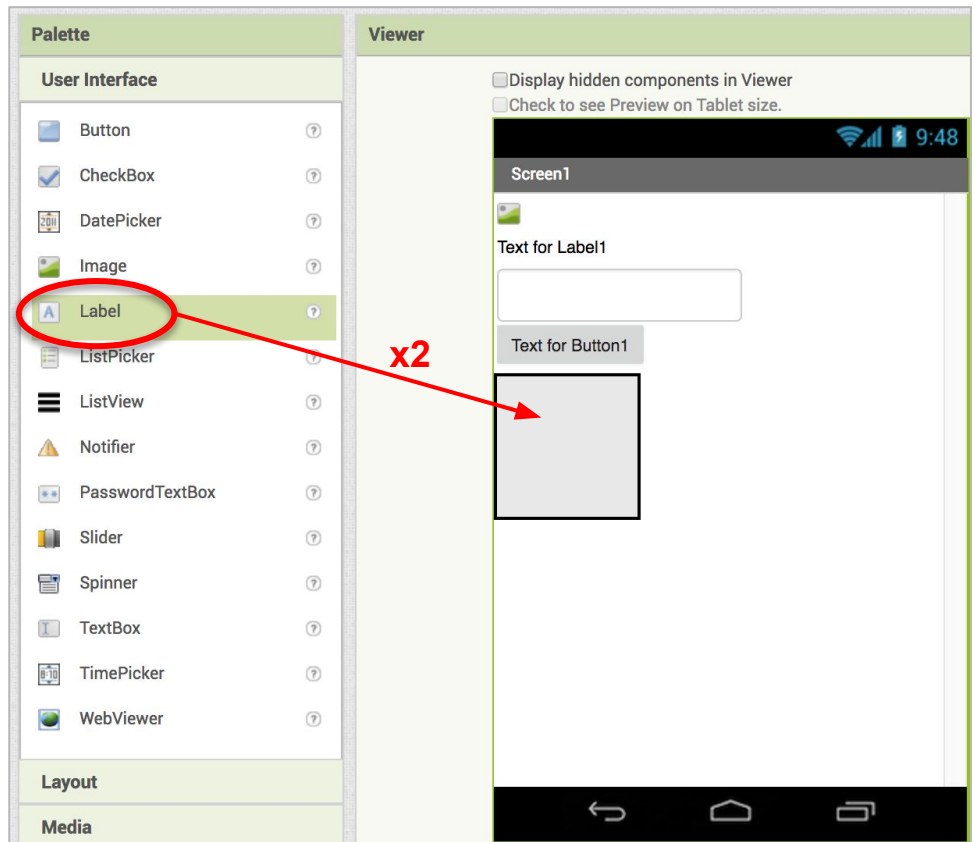 Palette
User Interface
Button
CheckBox
DatePicker
Image
Label
ListPicker
ListView
Notifier
PasswordTextBox
Slider
Spinner
TextBox
TimePicker
WebViewer
Layout
Media
x2
Viewer
Display hidden components in Viewer
Check to see Preview on Tablet size.
9:48
Screen1
Text for Label1
Text for Button1